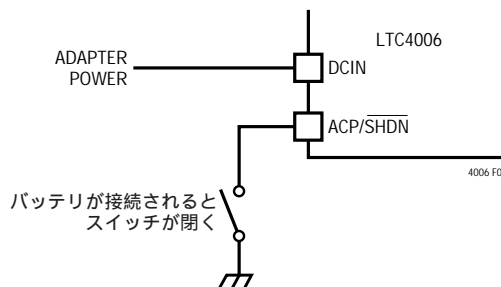 LTC4006
ADAPTER
POWER
DCIN
ACP/SHDN
4006 F0
バッテリが接続されると
スイッチが閉く